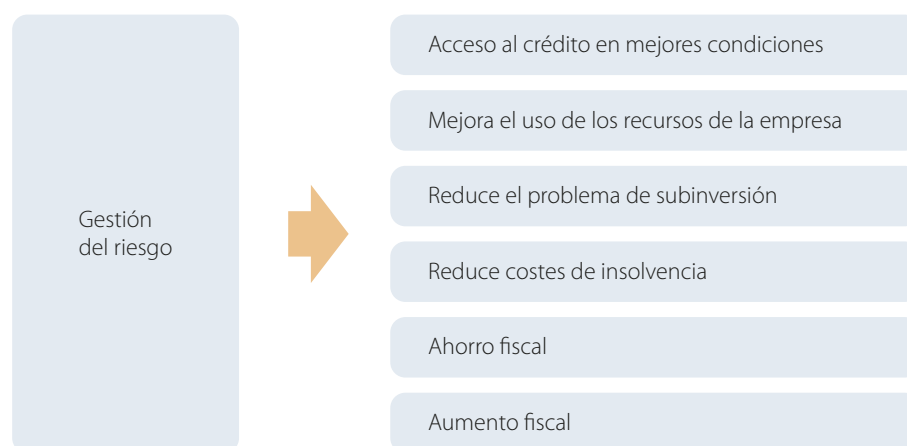 Gestión
del riesgo
Acceso al crédito en mejores condiciones
Mejora el uso de los recursos de la empresa
Reduce el problema de subinversión
Reduce costes de insolvencia
Ahorro fiscal
Aumento fiscal